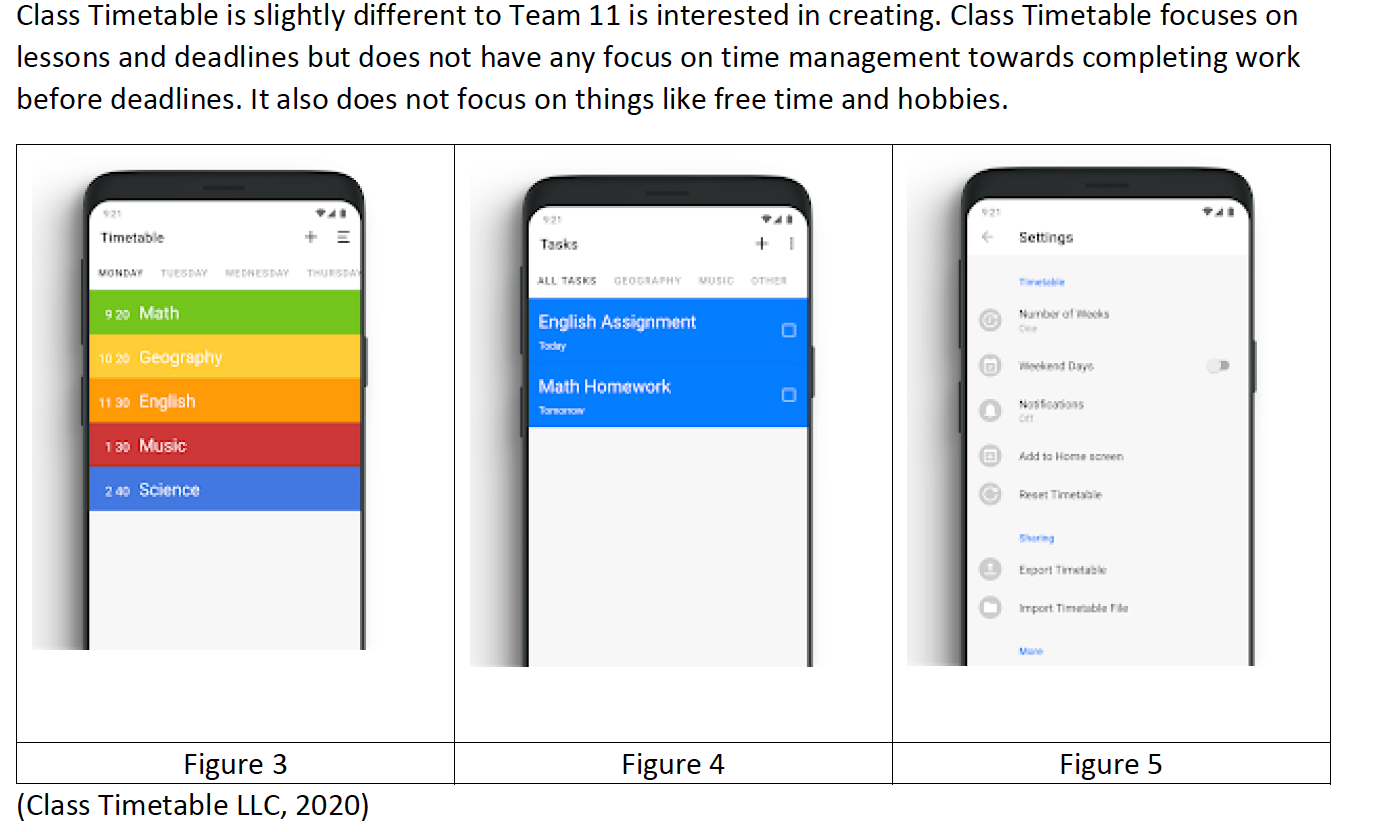 Class Timetable is slightly different to Team 11 is interested in creating. Class Timetable focuses on
lessons and deadlines but does not have any focus on time management towards completing work
before deadlines. It also does not focus on things like free time and hobbies.
9:21
Timetable
MONDAY TUESDAY WEDNESDAY THURSDAY
9 20 Math
10 20 Geography
11 30 English
1 30 Music
2 40 Science
9:21
Tasks
ALL TASKS GEOGRAPHY MUSIC OTHER
English Assignment
Today
Math Homework
Tomorrow
9:21
Settings
Timetable
Number of Weeks
One
Weekend Days
Notifications
Off
Add to Home screen
Reset Timetable
Sharing
Export Timetable
Import Timetable File
More
Figure 3
Figure 4
Figure 5
(Class Timetable LLC, 2020)